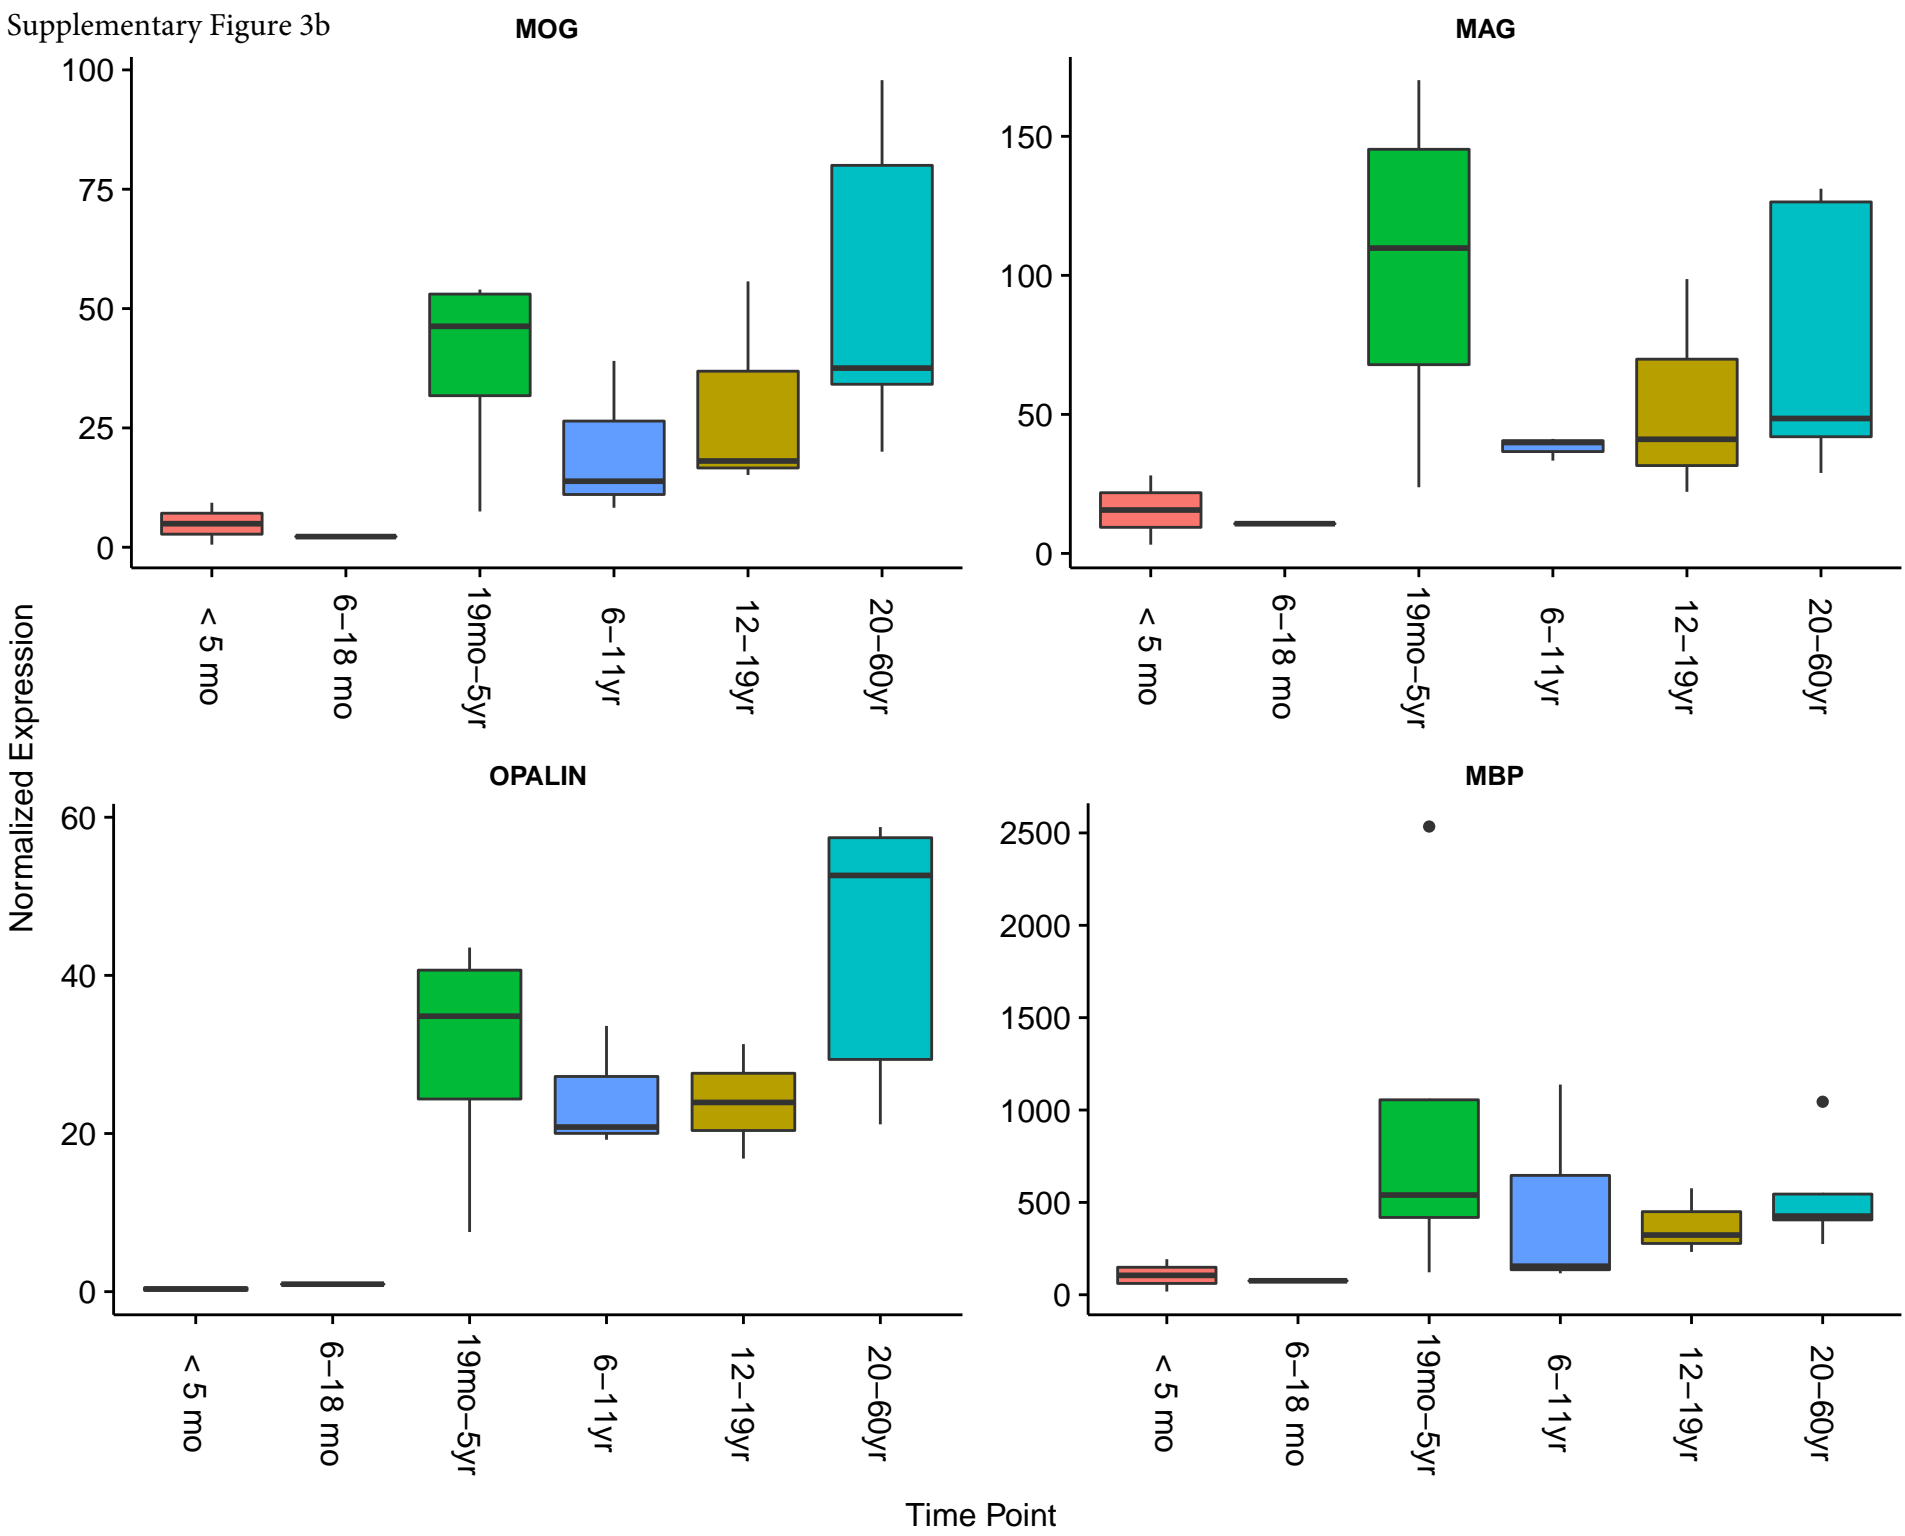 Supplementary Figure 3b
MOG
100
75
50
25
0
< 5 mo
6–18 mo
19mo–5yr
6–11yr
12–19yr
20–60yr
MAG
150
100
50
0
< 5 mo
6–18 mo
19mo–5yr
6–11yr
12–19yr
20–60yr
Normalized Expression
OPALIN
60
40
20
0
< 5 mo
6–18 mo
19mo–5yr
6–11yr
12–19yr
20–60yr
MBP
2500
2000
1500
1000
500
0
< 5 mo
6–18 mo
19mo–5yr
6–11yr
12–19yr
20–60yr
Time Point